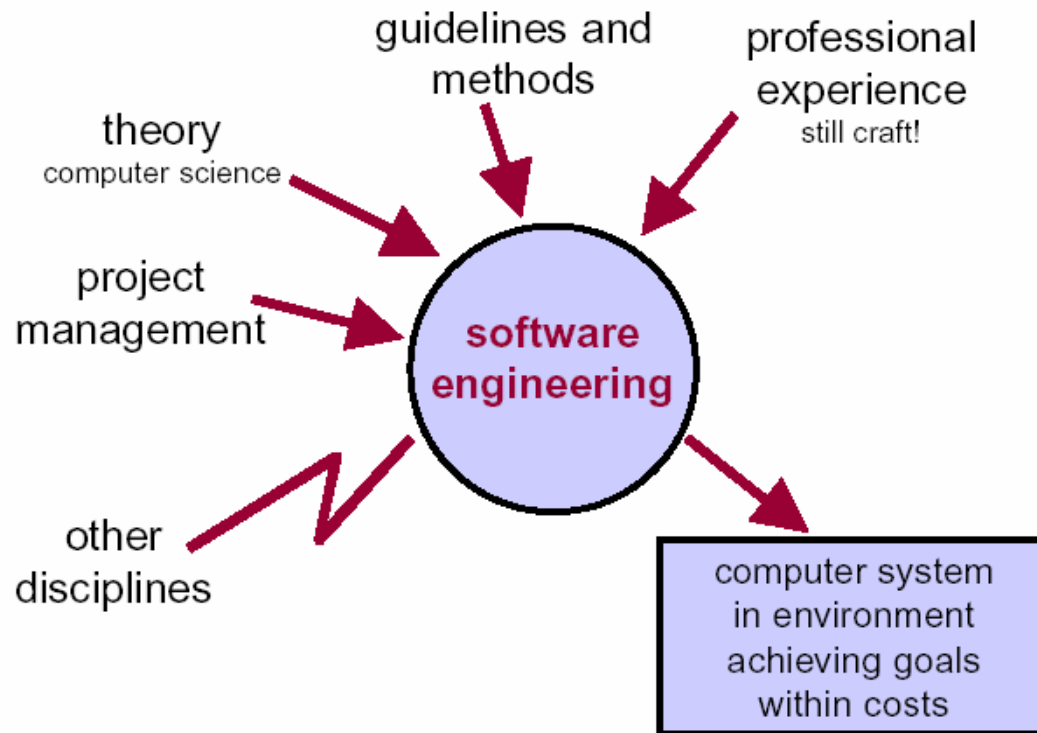 guidelines and
methods
professional
experience
still craft!
theory
computer science
project
management
software
engineering
other
disciplines
computer system
in environment
achieving goals
within costs